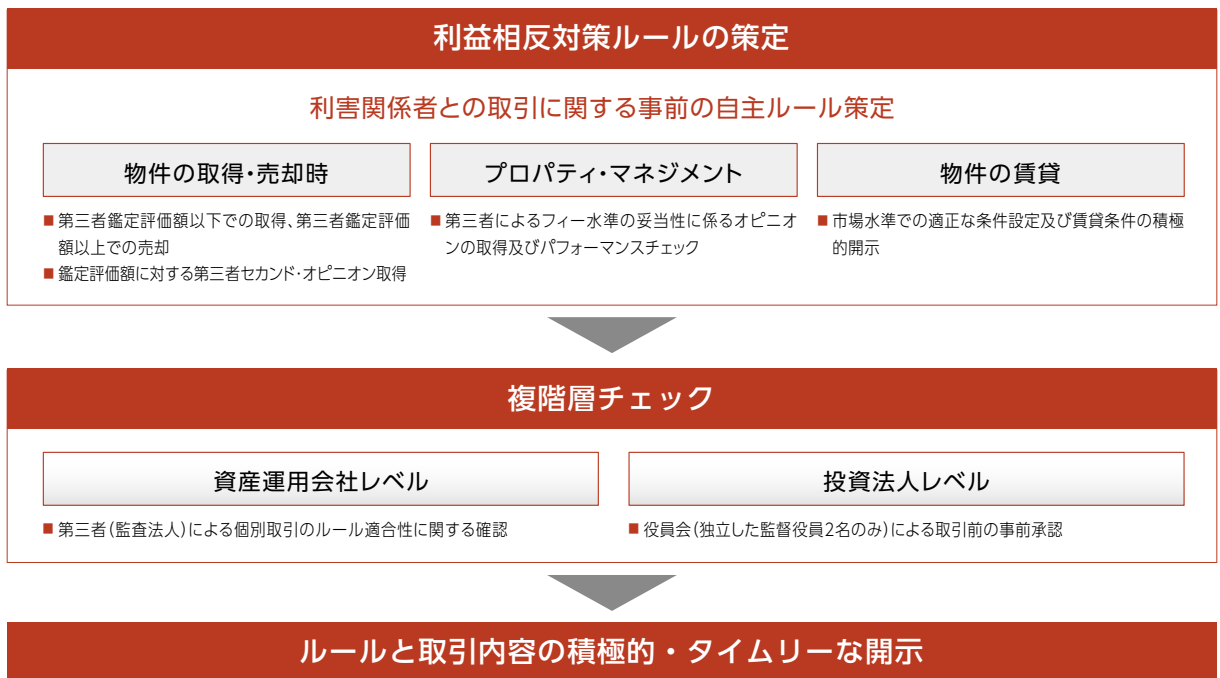 利益相反対策ルールの策定
利害関係者との取引に関する事前の自主ルール策定
物件の取得・売却時
■ 第三者鑑定評価額以下での取得、第三者鑑定評価
額以上での売却
■ 鑑定評価額に対する第三者セカンド・オピニオン取得
プロパティ・マネジメント
■ 第三者によるフィー水準の妥当性に係るオピニオ
ンの取得及びパフォーマンスチェック
物件の賃貸
■ 市場水準での適正な条件設定及び賃貸条件の積極
的開示
複階層チェック
資産運用会社レベル
■ 第三者(監査法人)による個別取引のルール適合性に関する確認
投資法人レベル
■ 役員会(独立した監督役員2名のみ)による取引前の事前承認
ルールと取引内容の積極的・タイムリーな開示